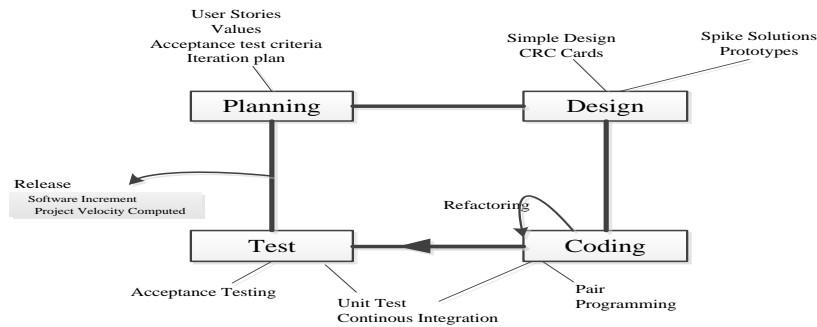 User Stories
Values
Acceptance test criteria
Iteration plan
Simple Design
CRC Cards
Spike Solutions
Prototypes
Planning
Design
Release
Software Increment
Project Velocity Computed
Refactoring
Test
Coding
Acceptance Testing
Unit Test
Continous Integration
Pair
Programming